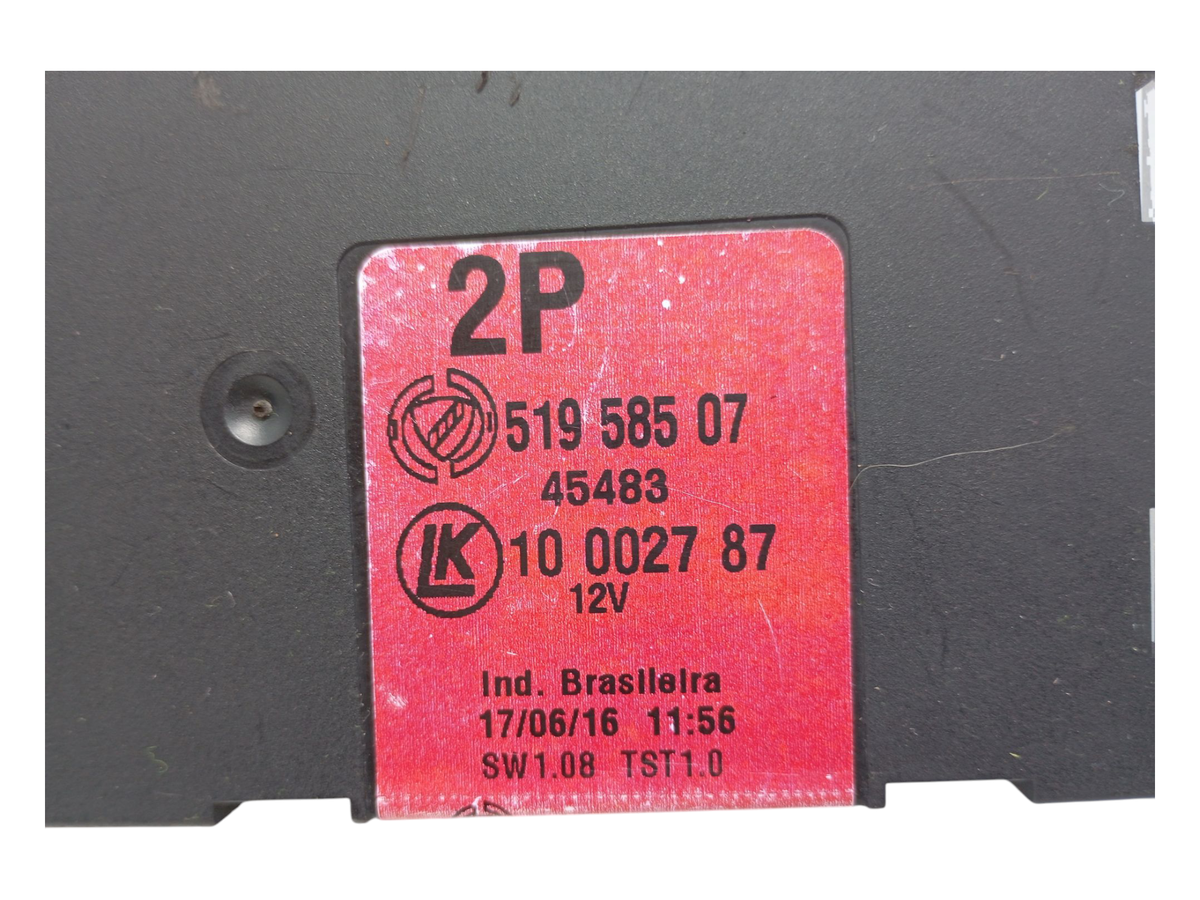 2P
519 585 07
45483
LK 10 0027 87
12V
Ind. Brasileira
17/06/16 11:56
SW1.08 TST1.0